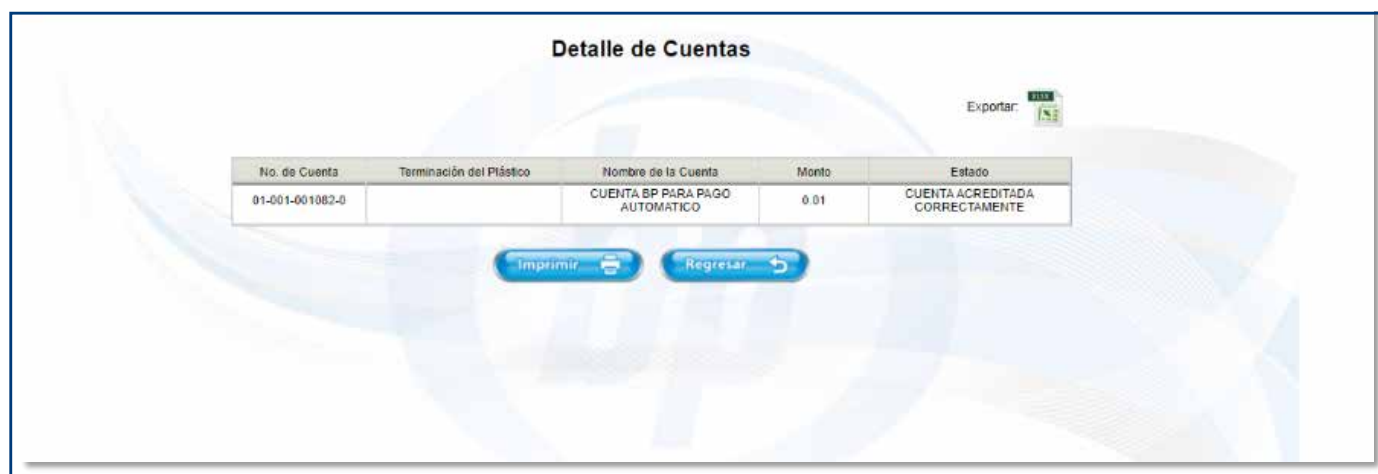 Detalle de Cuentas
Exportar:
No. de Cuenta Terminación del Plástico Nombre de la Cuenta Monto Estado
01-001-001082-0 CUENTA BP PARA PAGO AUTOMATICO 0.01 CUENTA ACREDITADA CORRECTAMENTE
Imprimir Regresar
bp